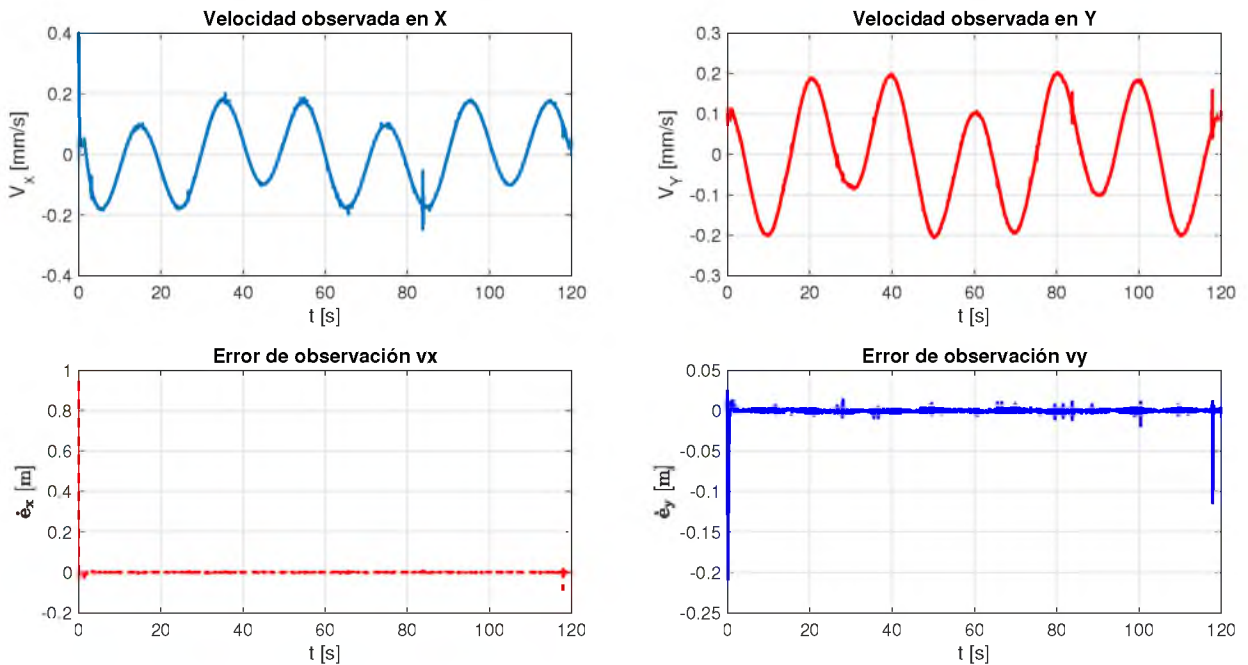 Velocidad observada en X
0.4
0.2
0
-0.2
-0.4
V_X [mm/s]
0 20 40 60 80 100 120
t [s]
Velocidad observada en Y
0.3
0.2
0.1
0
-0.1
-0.2
-0.3
V_Y [mm/s]
0 20 40 60 80 100 120
t [s]
Error de observación vx
1
0.8
0.6
0.4
0.2
0
-0.2
ė_x [m]
0 20 40 60 80 100 120
t [s]
Error de observación vy
0.05
0
-0.05
-0.1
-0.15
-0.2
-0.25
ė_y [m]
0 20 40 60 80 100 120
t [s]